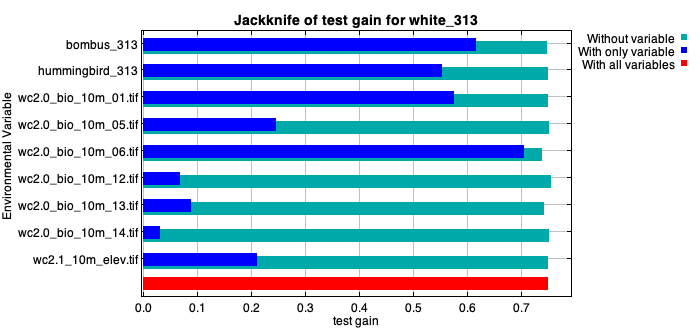 Jackknife of test gain for white_313
Without variable
With only variable
With all variables
Environmental Variable
bombus_313
hummingbird_313
wc2.0_bio_10m_01.tif
wc2.0_bio_10m_05.tif
wc2.0_bio_10m_06.tif
wc2.0_bio_10m_12.tif
wc2.0_bio_10m_13.tif
wc2.0_bio_10m_14.tif
wc2.1_10m_elev.tif
0.0 0.1 0.2 0.3 0.4 0.5 0.6 0.7
test gain